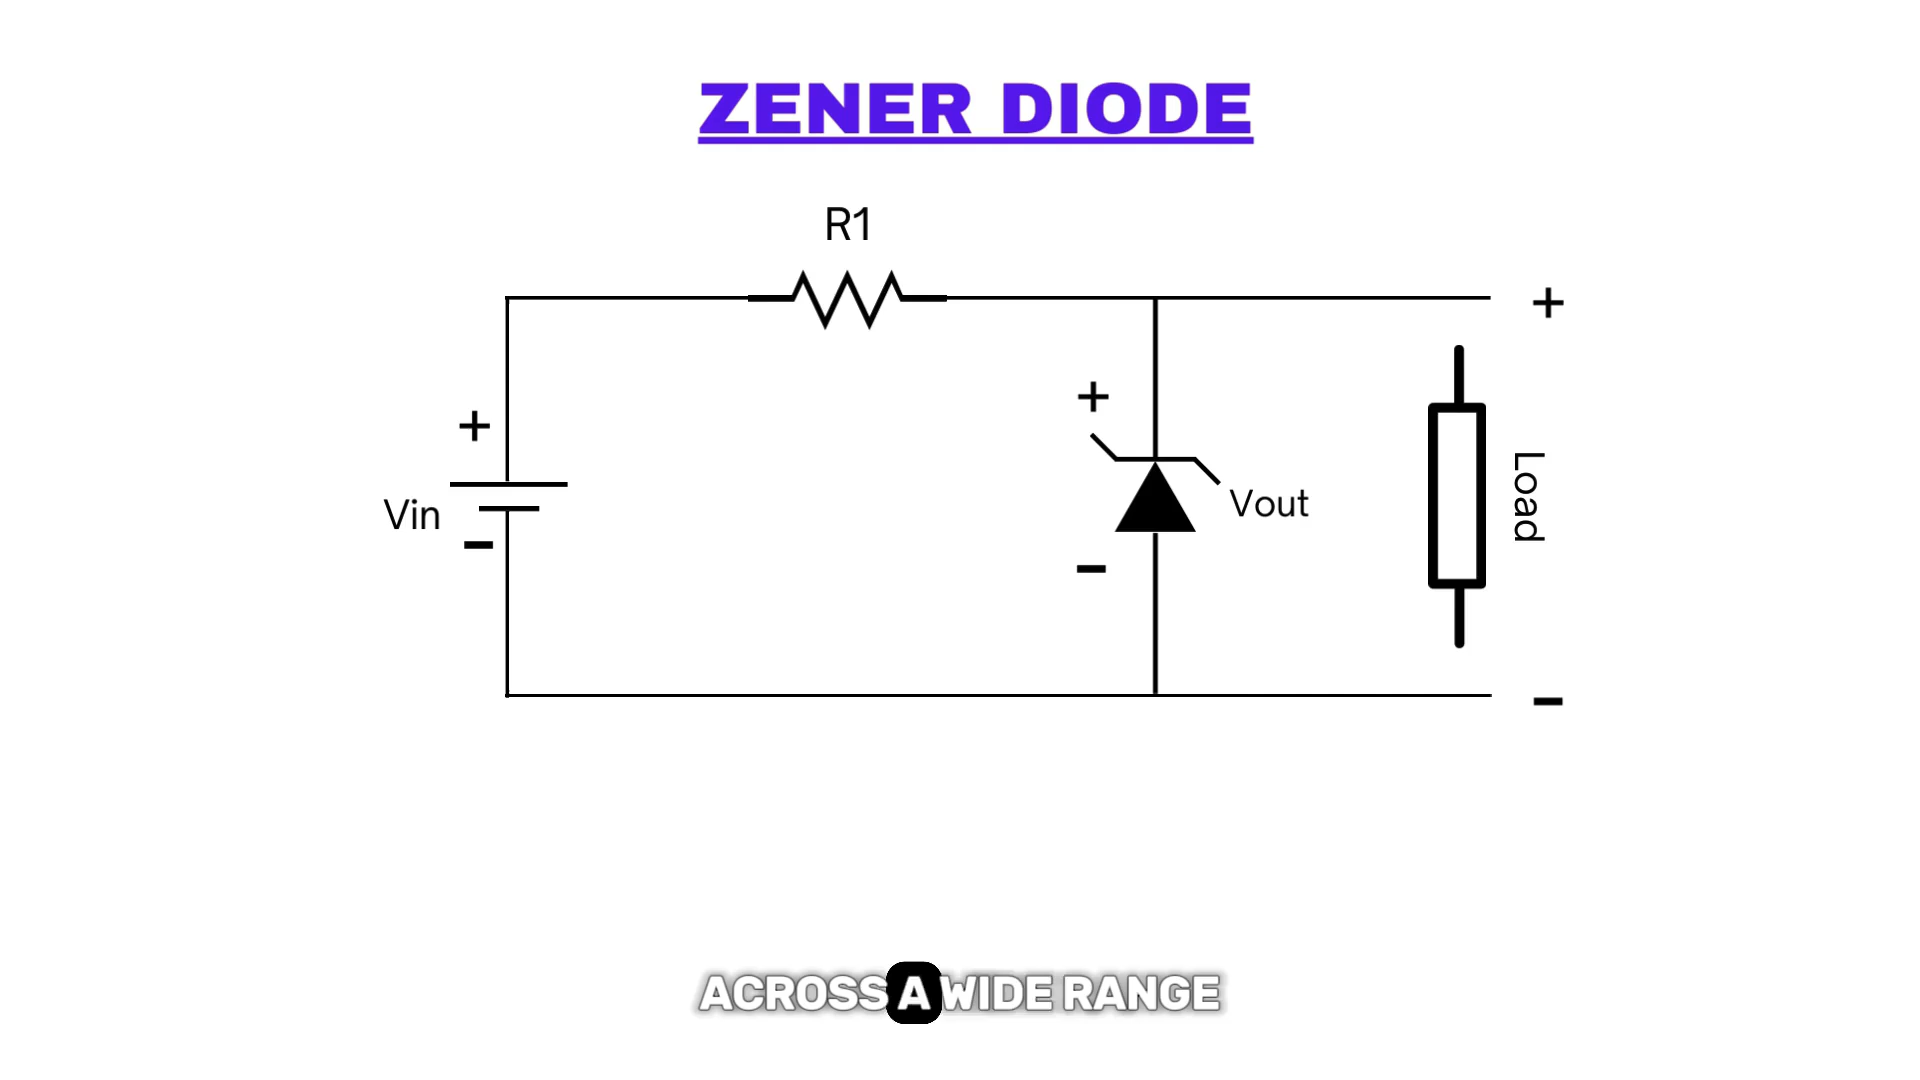 ZENER DIODE
R1
+
+
+
Vin
Vout
Load
-
-
-
ACROSS A WIDE RANGE